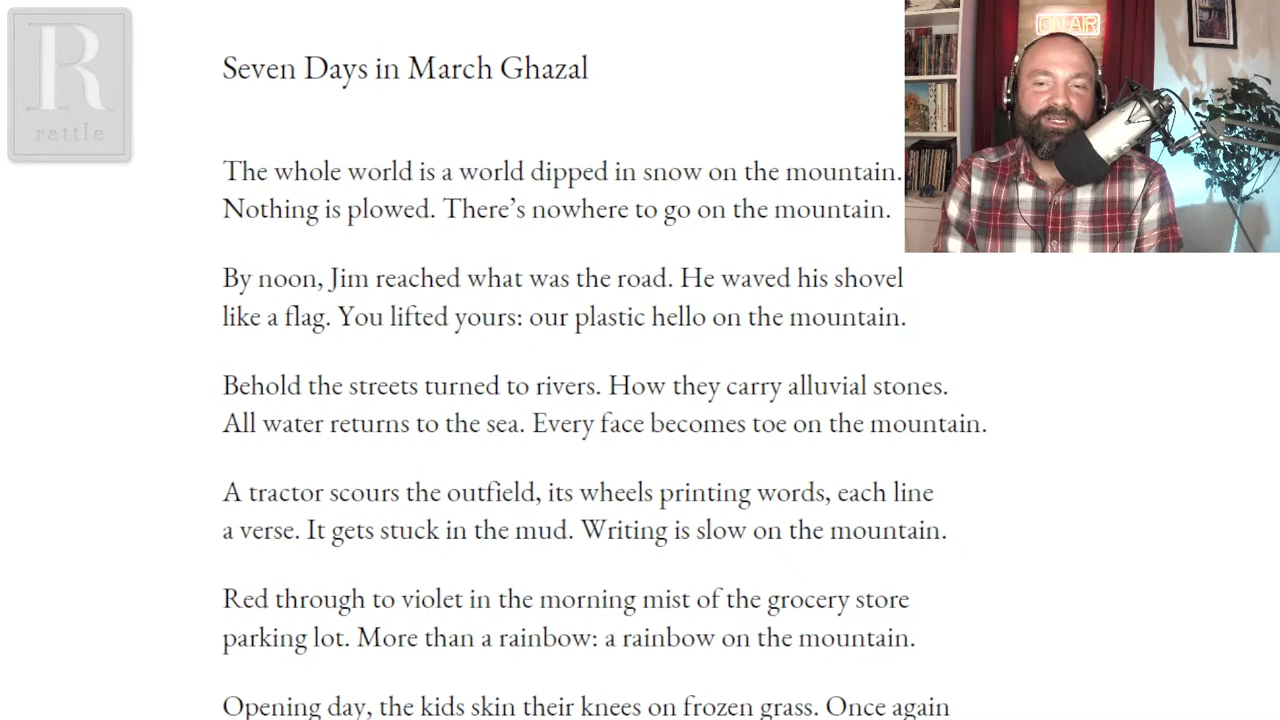 R
rattle
ON AIR
Seven Days in March Ghazal
The whole world is a world dipped in snow on the mountain.
Nothing is plowed. There’s nowhere to go on the mountain.
By noon, Jim reached what was the road. He waved his shovel
like a flag. You lifted yours: our plastic hello on the mountain.
Behold the streets turned to rivers. How they carry alluvial stones.
All water returns to the sea. Every face becomes toe on the mountain.
A tractor scours the outfield, its wheels printing words, each line
a verse. It gets stuck in the mud. Writing is slow on the mountain.
Red through to violet in the morning mist of the grocery store
parking lot. More than a rainbow: a rainbow on the mountain.
Opening day, the kids skin their knees on frozen grass. Once again